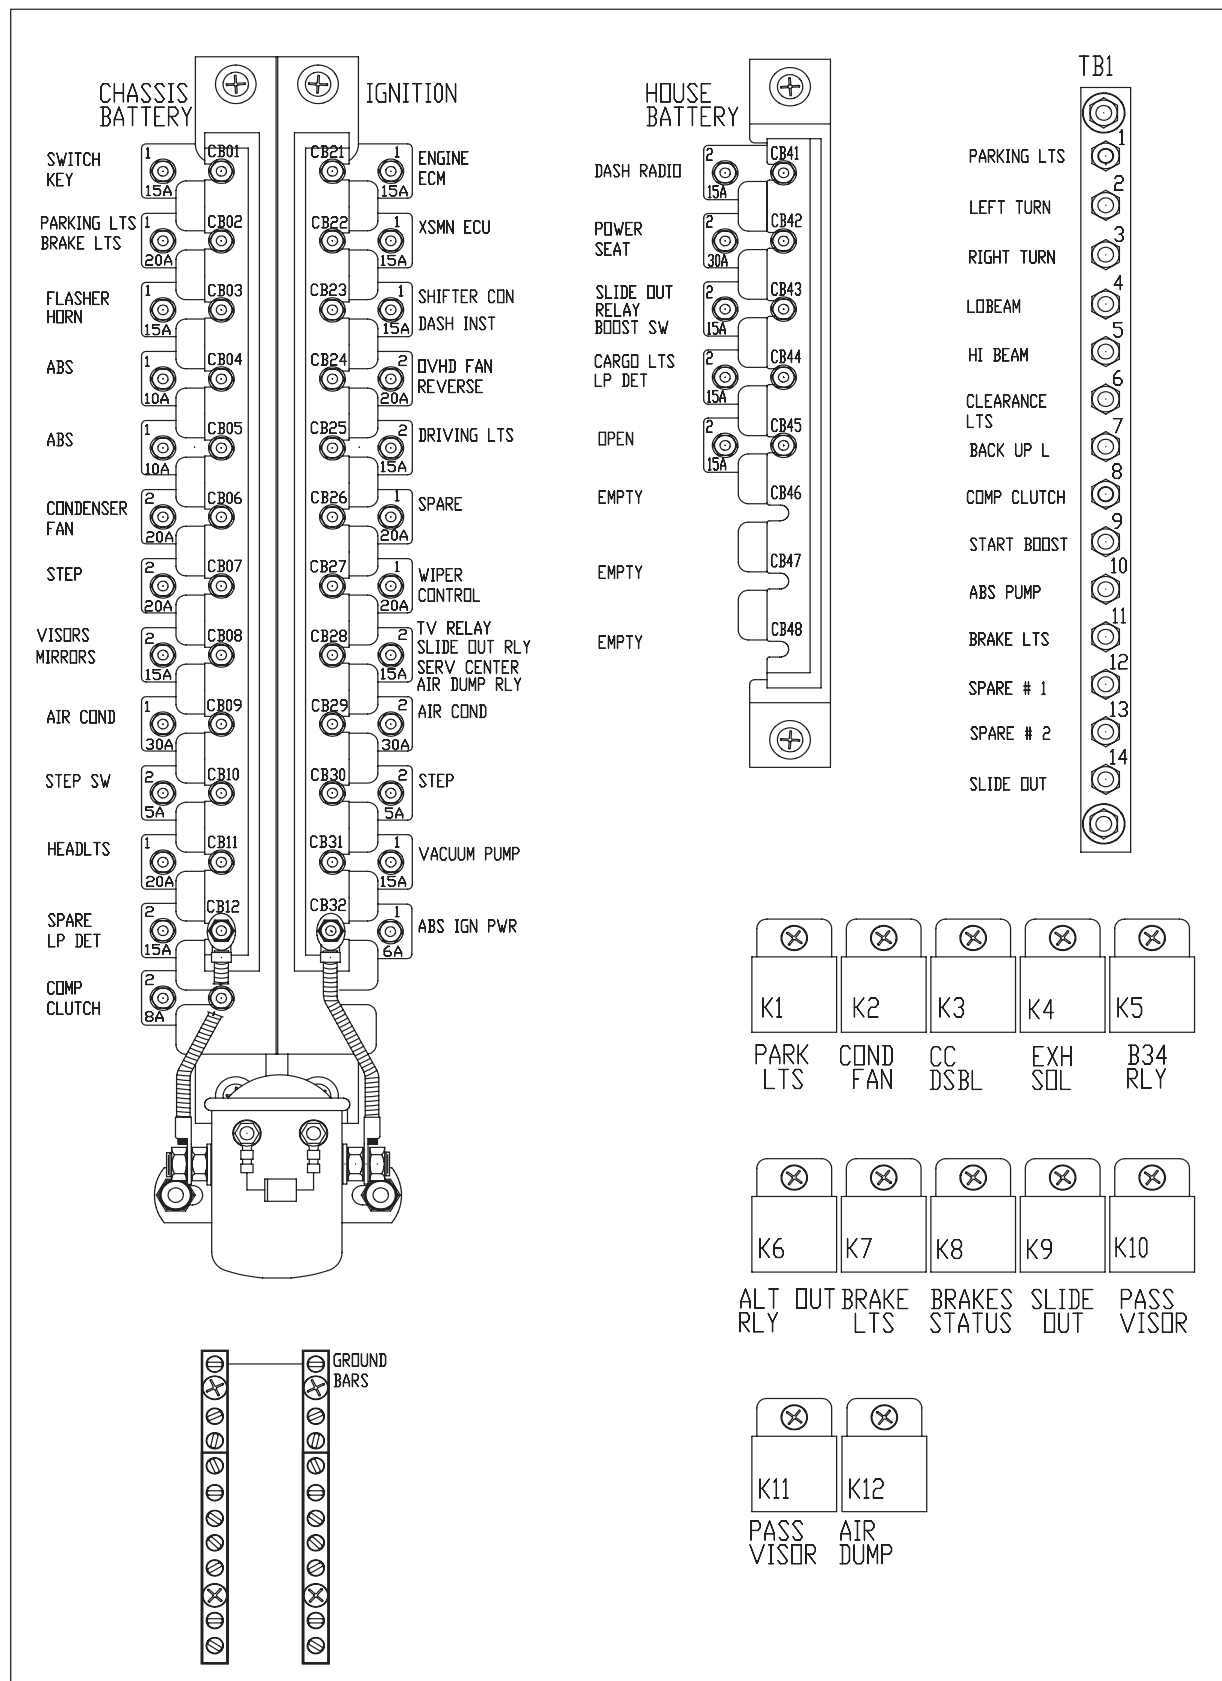 CHASSIS
BATTERY
SWITCH
KEY
1
15A
CB01
PARKING LTS
BRAKE LTS
1
20A
CB02
FLASHER
HORN
1
15A
CB03
ABS
1
10A
CB04
ABS
1
10A
CB05
CONDENSER
FAN
2
20A
CB06
STEP
2
20A
CB07
VISORS
MIRRORS
2
15A
CB08
AIR COND
1
30A
CB09
STEP SW
2
5A
CB10
HEADLTS
1
20A
CB11
SPARE
LP DET
2
15A
CB12
COMP
CLUTCH
2
8A
IGNITION
CB21
1
15A
ENGINE
ECM
CB22
1
15A
XSMN ECU
CB23
1
15A
SHIFTER CON
DASH INST
CB24
2
20A
OVHD FAN
REVERSE
CB25
2
15A
DRIVING LTS
CB26
1
20A
SPARE
CB27
1
20A
WIPER
CONTROL
CB28
2
15A
TV RELAY
SLIDE OUT RLY
SERV CENTER
AIR DUMP RLY
CB29
2
30A
AIR COND
CB30
2
5A
STEP
CB31
1
15A
VACUUM PUMP
CB32
1
6A
ABS IGN PWR
HOUSE
BATTERY
DASH RADIO
2
15A
CB41
POWER
SEAT
2
30A
CB42
SLIDE OUT
RELAY
BOOST SW
2
15A
CB43
CARGO LTS
LP DET
2
15A
CB44
OPEN
2
15A
CB45
EMPTY
CB46
EMPTY
CB47
EMPTY
CB48
TB1
PARKING LTS
1
LEFT TURN
2
RIGHT TURN
3
LOBEAM
4
HI BEAM
5
CLEARANCE
LTS
6
BACK UP L
7
COMP CLUTCH
8
START BOOST
9
ABS PUMP
10
BRAKE LTS
11
SPARE # 1
12
SPARE # 2
13
SLIDE OUT
14
K1
PARK
LTS
K2
COND
FAN
K3
CC
DSBL
K4
EXH
SOL
K5
B34
RLY
K6
ALT OUT
RLY
K7
BRAKE
LTS
K8
BRAKES
STATUS
K9
SLIDE
OUT
K10
PASS
VISOR
K11
PASS
VISOR
K12
AIR
DUMP
GROUND
BARS